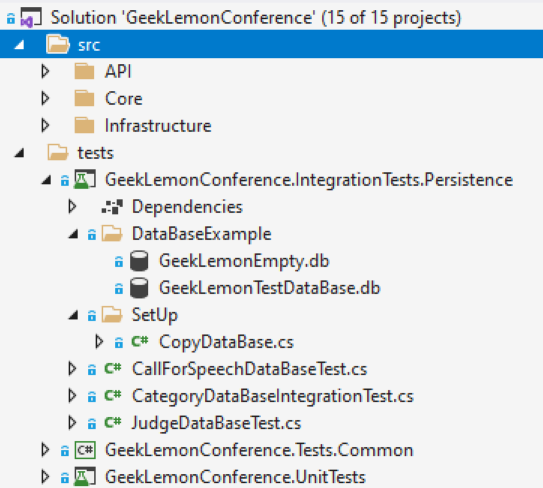 Solution 'GeekLemonConference' (15 of 15 projects)
src
API
Core
Infrastructure
tests
GeekLemonConference.IntegrationTests.Persistence
Dependencies
DataBaseExample
GeekLemonEmpty.db
GeekLemonTestDataBase.db
SetUp
C# CopyDataBase.cs
C# CallForSpeechDataBaseTest.cs
C# CategoryDataBaseIntegrationTest.cs
C# JudgeDataBaseTest.cs
C# GeekLemonConference.Tests.Common
GeekLemonConference.UnitTests